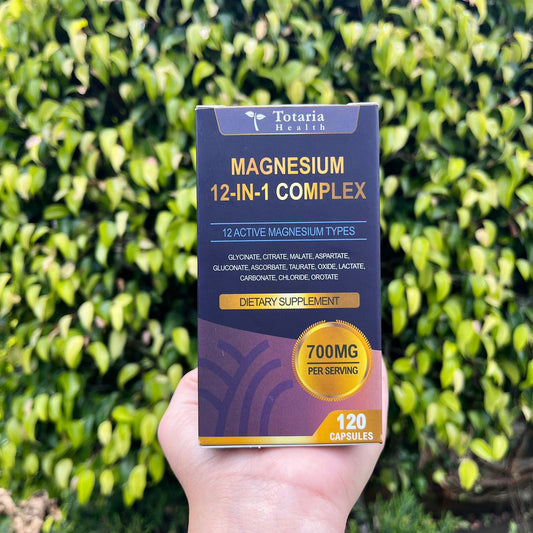 Totaria
Health
MAGNESIUM
12-IN-1 COMPLEX
12 ACTIVE MAGNESIUM TYPES
GLYCINATE, CITRATE, MALATE, ASPARTATE,
GLUCONATE, ASCORBATE, TAURATE, OXIDE, LACTATE,
CARBONATE, CHLORIDE, OROTATE
DIETARY SUPPLEMENT
700MG
PER SERVING
120
CAPSULES